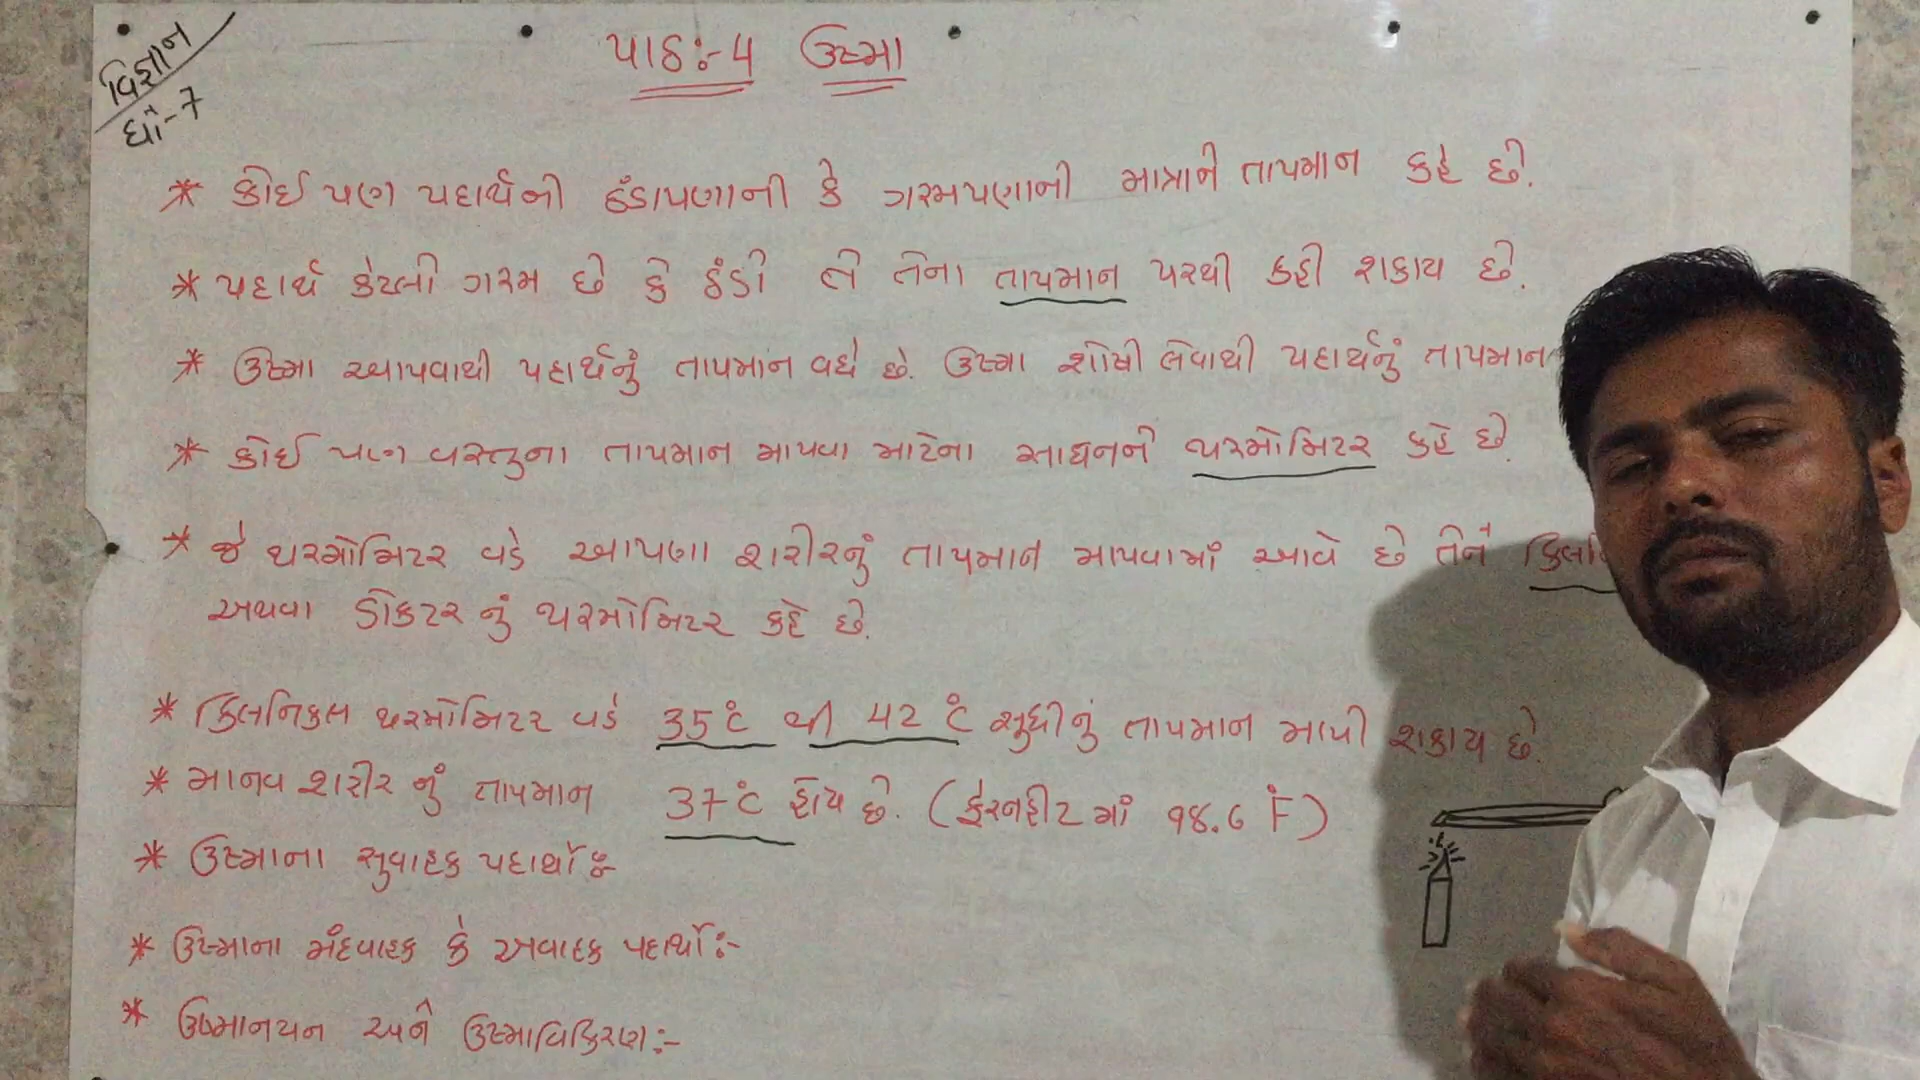 વિજ્ઞાન
ધો-7
પાઠ:-4 ઉષ્મા
* કોઈ પણ પદાર્થની ઠંડાપણાની કે ગરમપણાની માત્રાને તાપમાન કહે છે.
* પદાર્થ કેટલી ગરમ છે કે ઠંડી તે તેના તાપમાન પરથી કહી શકાય છે.
* ઉષ્મા આપવાથી પદાર્થનું તાપમાન વધે છે. ઉષ્મા શોષી લેવાથી પદાર્થનું તાપમાન
* કોઈ પણ વસ્તુના તાપમાન માપવા માટેના સાધનને થરમોમિટર કહે છે.
* જે થરમોમિટર વડે આપણા શરીરનું તાપમાન માપવામાં આવે છે તેને
અથવા ડોકટર નું થરમોમિટર કહે છે.
* ક્લિનિકલ થરમોમિટર વડે 35°c થી 42°c સુધીનું તાપમાન માપી શકાય છે.
* માનવ શરીર નું તાપમાન 37°c હોય છે. (ફેરનહીટ માં ૧૪.૬ °F)
* ઉષ્માના સુવાહક પદાર્થો:-
* ઉષ્માના મંદવાહક કે અવાહક પદાર્થો:-
* ઉષ્માનયન અને ઉષ્માવિકિરણ:-